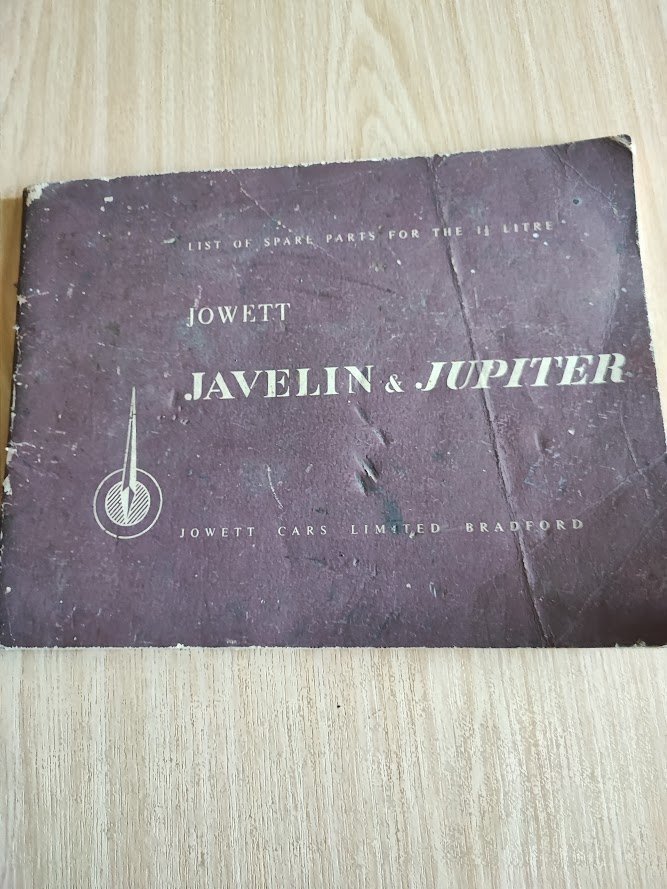 LIST OF SPARE PARTS FOR THE 1½ LITRE
JOWETT
JAVELIN & JUPITER
JOWETT CARS LIMITED BRADFORD